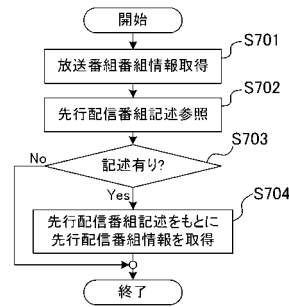 開始
S701
放送番組番組情報取得
S702
先行配信番組記述参照
S703
記述有り?
No
Yes
S704
先行配信番組記述をもとに
先行配信番組情報を取得
終了